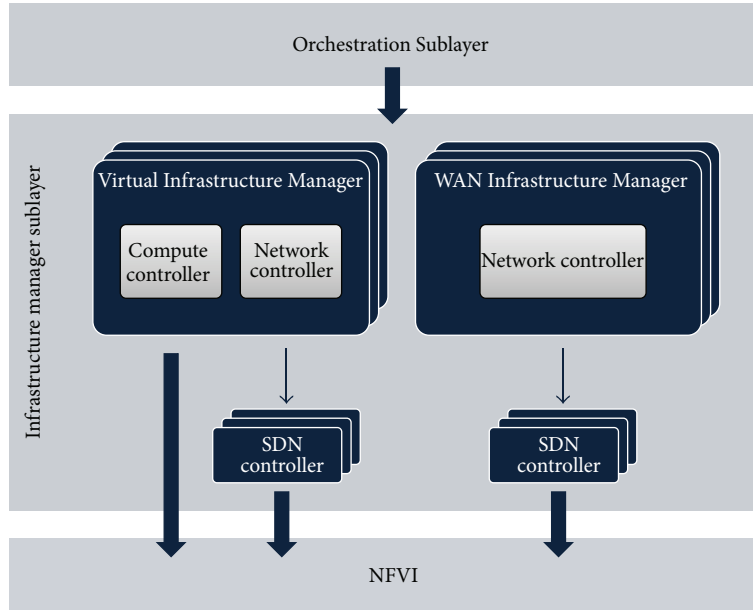 Orchestration Sublayer
Infrastructure manager sublayer
Virtual Infrastructure Manager
Compute
controller
Network
controller
WAN Infrastructure Manager
Network controller
SDN
controller
SDN
controller
NFVI